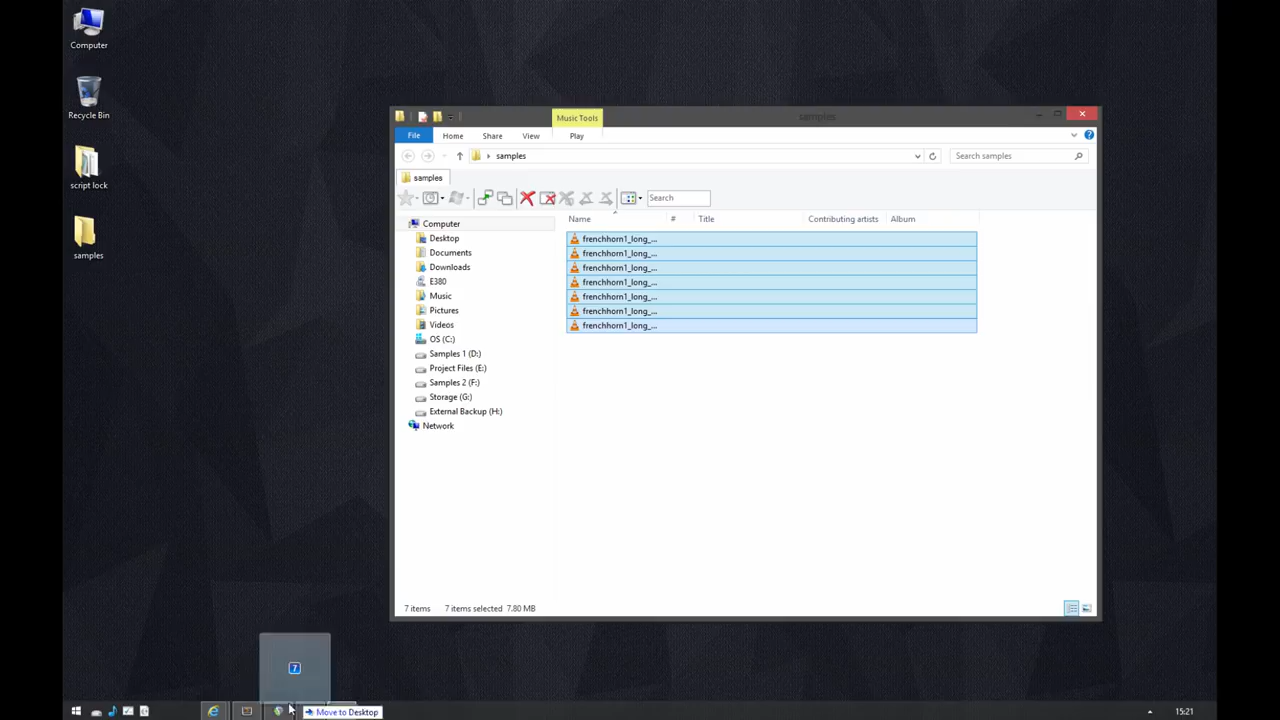 Computer
Recycle Bin
script lock
samples
Music Tools
samples
File
Home
Share
View
Play
samples
Search samples
samples
Search
Computer
Desktop
Documents
Downloads
E380
Music
Pictures
Videos
OS (C:)
Samples 1 (D:)
Project Files (E:)
Samples 2 (F:)
Storage (G:)
External Backup (H:)
Network
Name
#
Title
Contributing artists
Album
frenchhorn1_long_...
frenchhorn1_long_...
frenchhorn1_long_...
frenchhorn1_long_...
frenchhorn1_long_...
frenchhorn1_long_...
frenchhorn1_long_...
7 items
7 items selected 7.80 MB
7
Move to Desktop
15:21